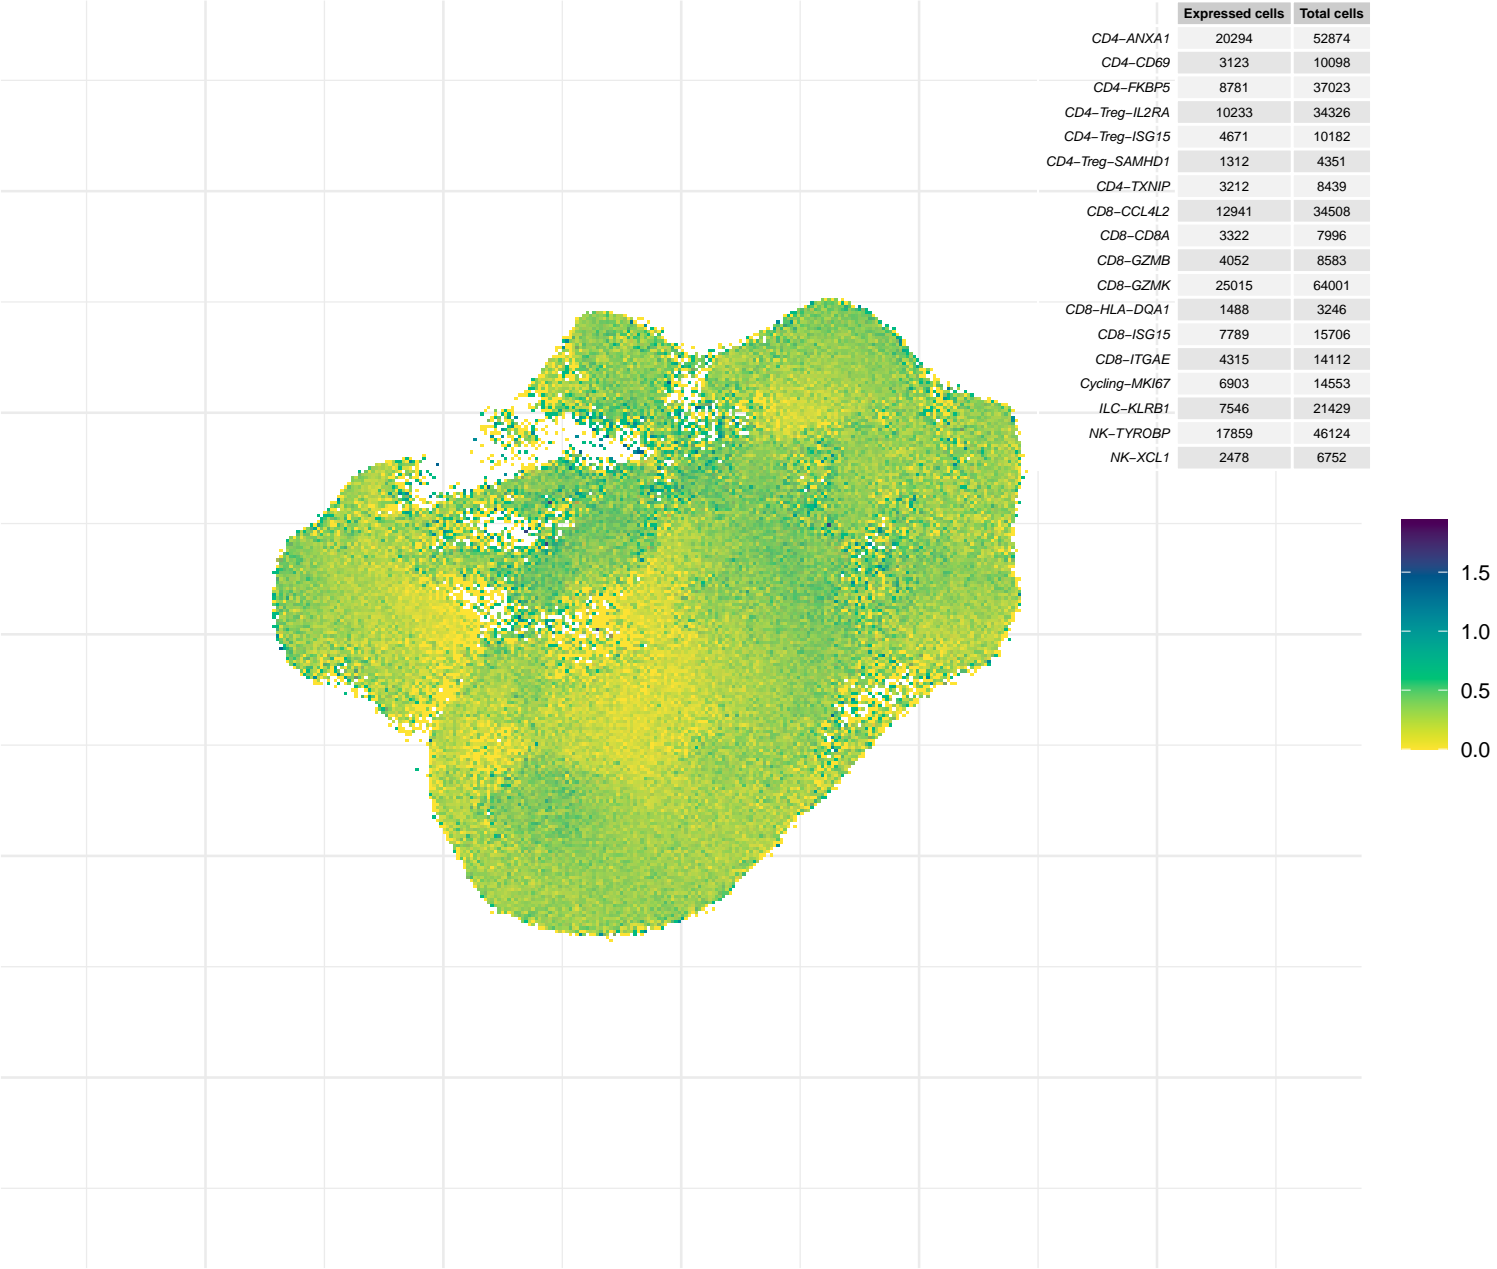 Expressed cells Total cells
CD4−ANXA1 20294 52874
CD4−CD69 3123 10098
CD4−FKBP5 8781 37023
CD4−Treg−IL2RA 10233 34326
CD4−Treg−ISG15 4671 10182
CD4−Treg−SAMHD1 1312 4351
CD4−TXNIP 3212 8439
CD8−CCL4L2 12941 34508
CD8−CD8A 3322 7996
CD8−GZMB 4052 8583
CD8−GZMK 25015 64001
CD8−HLA−DQA1 1488 3246
CD8−ISG15 7789 15706
CD8−ITGAE 4315 14112
Cycling−MKI67 6903 14553
ILC−KLRB1 7546 21429
NK−TYROBP 17859 46124
NK−XCL1 2478 6752
1.5
1.0
0.5
0.0